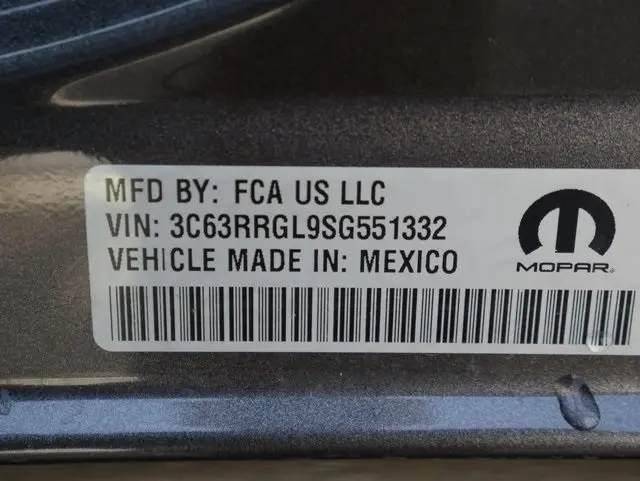 MFD BY: FCA US LLC
VIN: 3C63RRGL9SG551332
VEHICLE MADE IN: MEXICO
MOPAR®